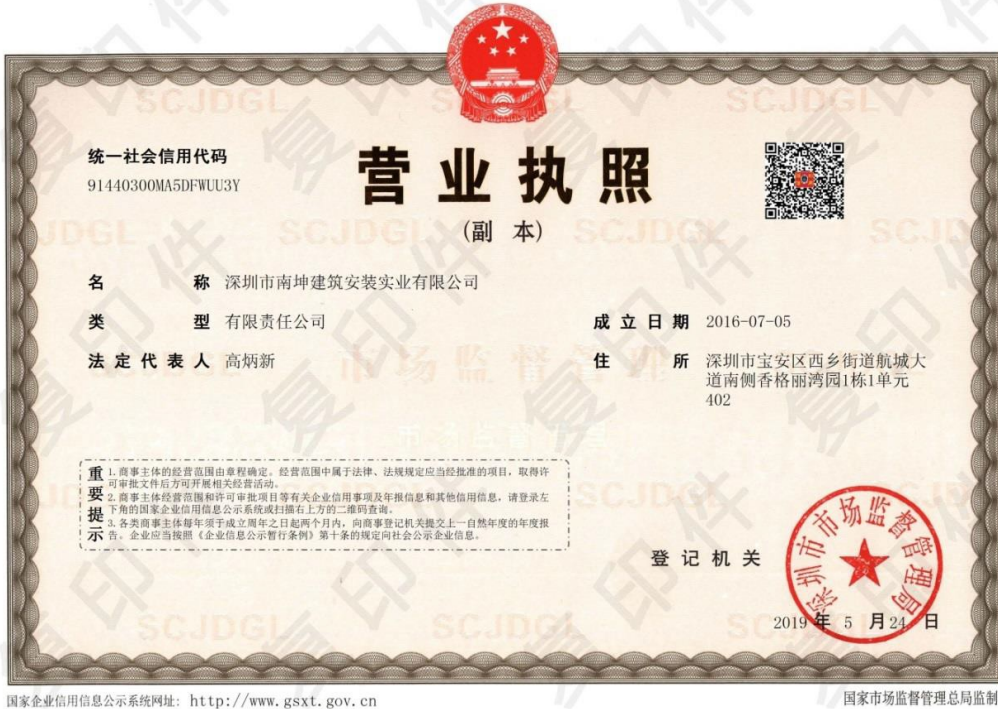 统一社会信用代码
91440300MA5DFWUU3Y
营业执照
(副 本)
名 称 深圳市南坤建筑安装实业有限公司
类 型 有限责任公司
成立日期 2016-07-05
法定代表人 高炳新
住 所 深圳市宝安区西乡街道航城大
道南侧香格丽湾园1栋1单元
402
重要提示
1. 商事主体的经营范围由章程确定。经营范围中属于法律、法规规定应当经批准的项目，取得许
可审批文件后方可开展相关经营活动。
2. 商事主体经营范围和许可审批项目等有关企业信用事项及年报信息和其他信用信息，请登录左
下角的国家企业信用信息公示系统或扫描右上方的二维码查询。
3. 各类商事主体每年须于成立周年之日起两个月内，向商事登记机关提交上一自然年度的年度报
告。企业应当按照《企业信息公示暂行条例》第十条的规定向社会公示企业信息。
登记机关
深圳市市场监督管理局
2019 年 5 月 24 日
国家企业信用信息公示系统网址: http://www.gsxt.gov.cn
国家市场监督管理总局监制
复印件
SCJDGL
市场监督管理